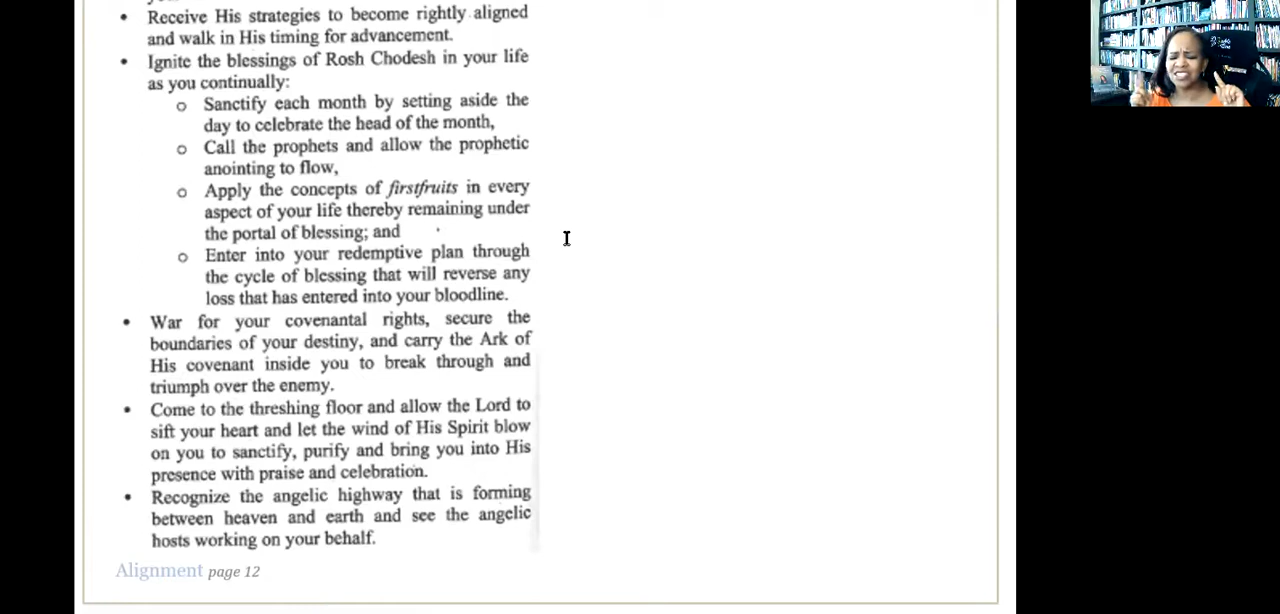 • Receive His strategies to become rightly aligned
and walk in His timing for advancement.
• Ignite the blessings of Rosh Chodesh in your life
as you continually:
o Sanctify each month by setting aside the
day to celebrate the head of the month,
o Call the prophets and allow the prophetic
anointing to flow,
o Apply the concepts of firstfruits in every
aspect of your life thereby remaining under
the portal of blessing; and
o Enter into your redemptive plan through
the cycle of blessing that will reverse any
loss that has entered into your bloodline.
• War for your covenantal rights, secure the
boundaries of your destiny, and carry the Ark of
His covenant inside you to break through and
triumph over the enemy.
• Come to the threshing floor and allow the Lord to
sift your heart and let the wind of His Spirit blow
on you to sanctify, purify and bring you into His
presence with praise and celebration.
• Recognize the angelic highway that is forming
between heaven and earth and see the angelic
hosts working on your behalf.
Alignment page 12